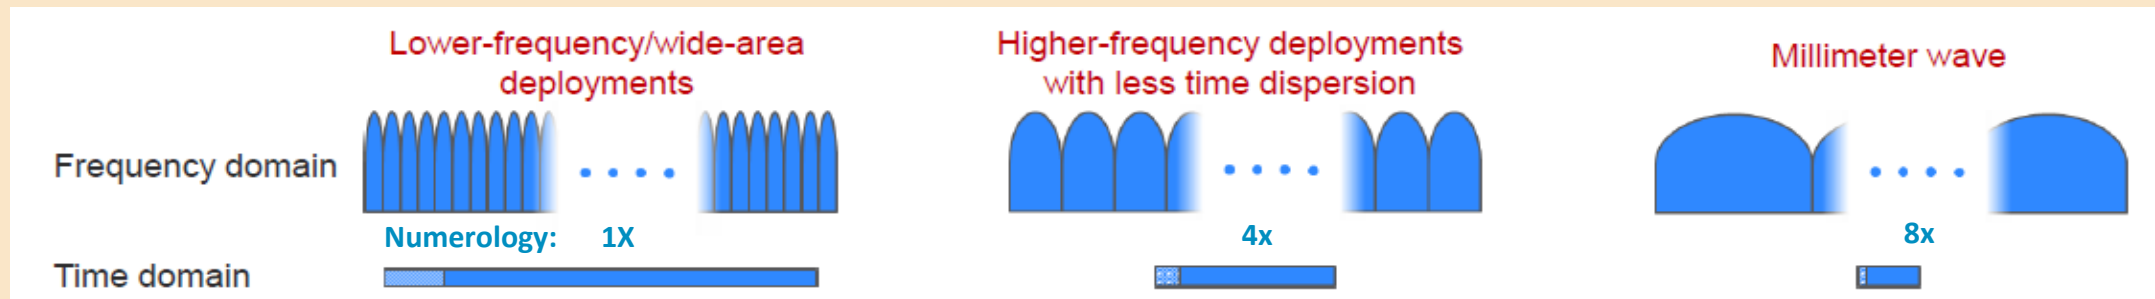 Lower-frequency/wide-area
deployments
Higher-frequency deployments
with less time dispersion
Millimeter wave
Frequency domain
Numerology: 1X
4x
8x
Time domain